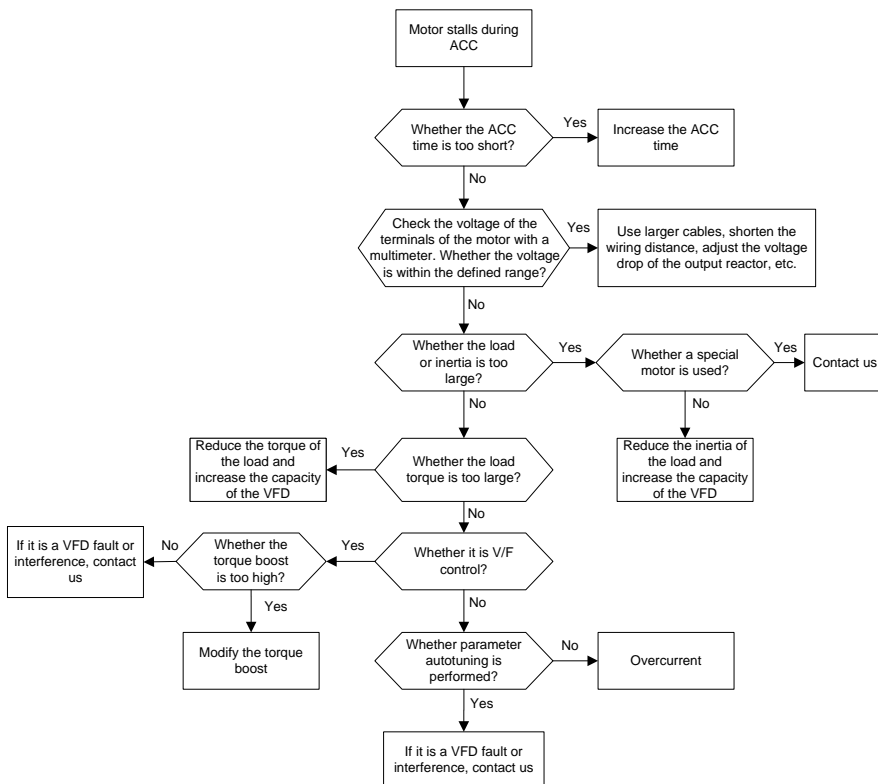 Motor stalls during
ACC
Whether the ACC
time is too short?
Yes
Increase the ACC
time
No
Check the voltage of the
terminals of the motor with a
multimeter. Whether the voltage
is within the defined range?
Yes
Use larger cables, shorten the
wiring distance, adjust the voltage
drop of the output reactor, etc.
No
Whether the load
or inertia is too
large?
Yes
Whether a special
motor is used?
Yes
Contact us
No
No
Reduce the torque of
the load and
increase the capacity
of the VFD
Yes
Whether the load
torque is too large?
Reduce the inertia of
the load and
increase the capacity
of the VFD
No
If it is a VFD fault or
interference, contact
us
No
Whether the
torque boost
is too high?
Yes
Whether it is V/F
control?
Yes
No
Modify the torque
boost
Whether parameter
autotuning is
performed?
No
Overcurrent
Yes
If it is a VFD fault or
interference, contact us